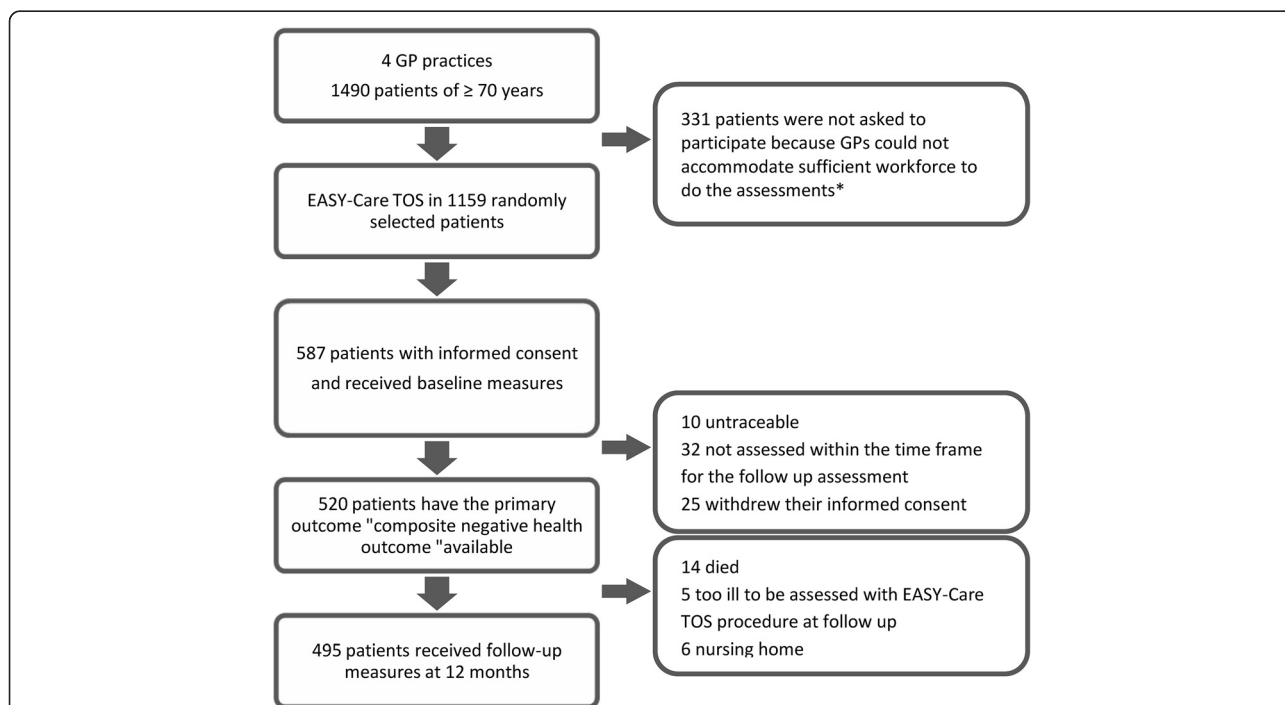 4 GP practices
1490 patients of ≥ 70 years
331 patients were not asked to
participate because GPs could not
accommodate sufficient workforce to
do the assessments*
EASY-Care TOS in 1159 randomly
selected patients
587 patients with informed consent
and received baseline measures
10 untraceable
32 not assessed within the time frame
for the follow up assessment
25 withdrew their informed consent
520 patients have the primary
outcome "composite negative health
outcome "available
14 died
5 too ill to be assessed with EASY-Care
TOS procedure at follow up
6 nursing home
495 patients received follow-up
measures at 12 months